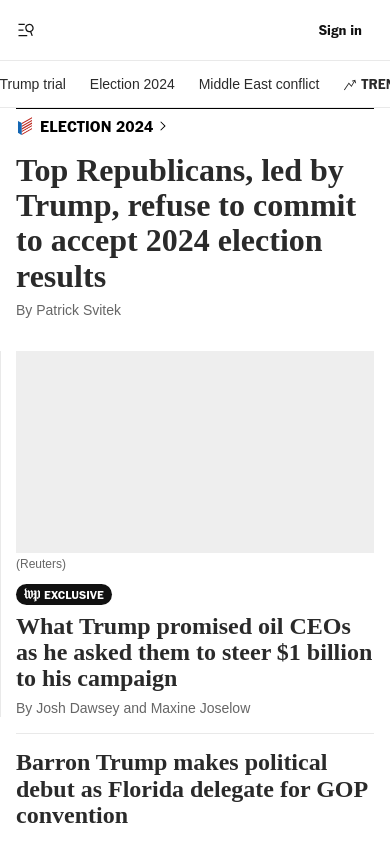 Sign in
Trump trial Election 2024 Middle East conflict
ELECTION 2024
Top Republicans, led by
Trump, refuse to commit
to accept 2024 election
results
By Patrick Svitek
(Reuters)
wp EXCLUSIVE
What Trump promised oil CEOs
as he asked them to steer $1 billion
to his campaign
By Josh Dawsey and Maxine Joselow
Barron Trump makes political
debut as Florida delegate for GOP
convention